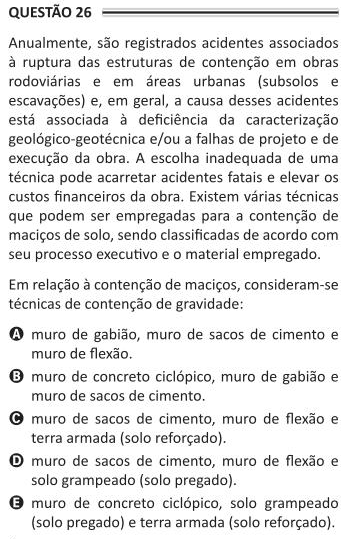 QUESTÃO 26
Anualmente, são registrados acidentes associados
à ruptura das estruturas de contenção em obras
rodoviárias e em áreas urbanas (subsolos e
escavações) e, em geral, a causa desses acidentes
está associada à deficiência da caracterização
geológico-geotécnica e/ou a falhas de projeto e de
execução da obra. A escolha inadequada de uma
técnica pode acarretar acidentes fatais e elevar os
custos financeiros da obra. Existem várias técnicas
que podem ser empregadas para a contenção de
maciços de solo, sendo classificadas de acordo com
seu processo executivo e o material empregado.
Em relação à contenção de maciços, consideram-se
técnicas de contenção de gravidade:
A muro de gabião, muro de sacos de cimento e
muro de flexão.
B muro de concreto ciclópico, muro de gabião e
muro de sacos de cimento.
C muro de sacos de cimento, muro de flexão e
terra armada (solo reforçado).
D muro de sacos de cimento, muro de flexão e
solo grampeado (solo pregado).
E muro de concreto ciclópico, solo grampeado
(solo pregado) e terra armada (solo reforçado).